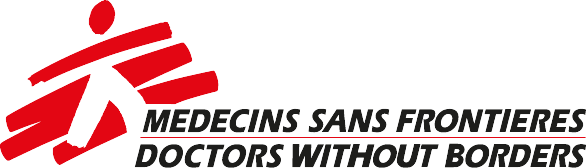 MEDECINS SANS FRONTIERES
DOCTORS WITHOUT BORDERS